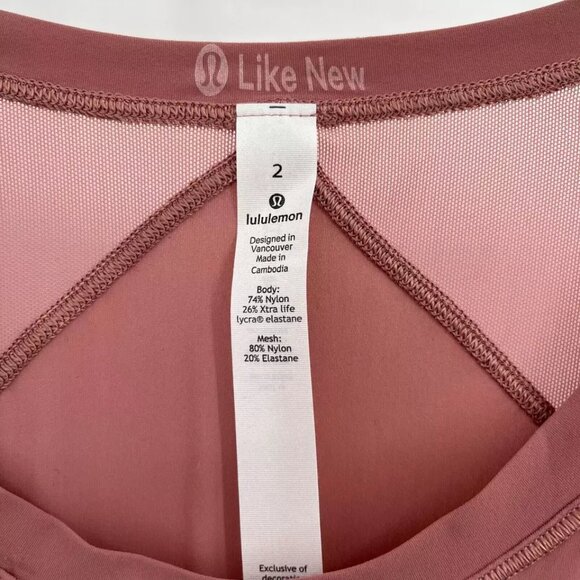 Like New
2
lululemon
Designed in
Vancouver
Made in
Cambodia
Body:
74% Nylon
26% Xtra life
lycra® elastane
Mesh:
80% Nylon
20% Elastane
Exclusive of